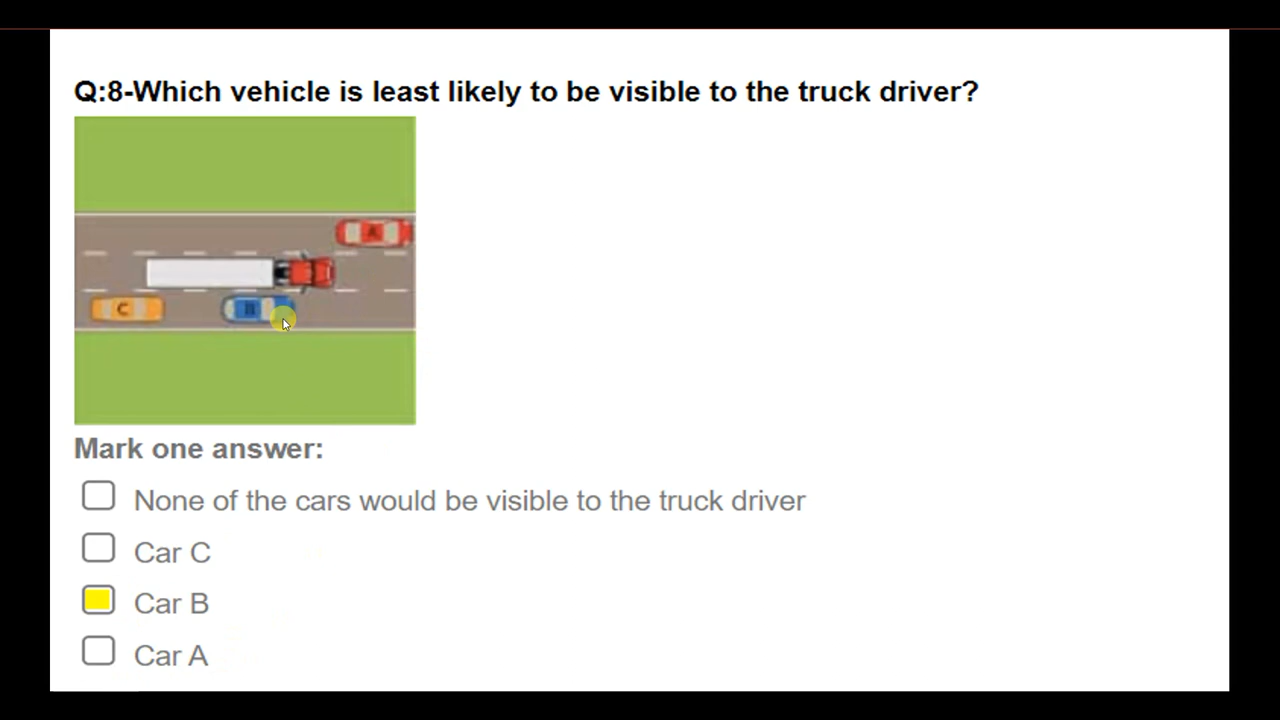 Q:8-Which vehicle is least likely to be visible to the truck driver?
A
C
B
Mark one answer:
None of the cars would be visible to the truck driver
Car C
Car B
Car A